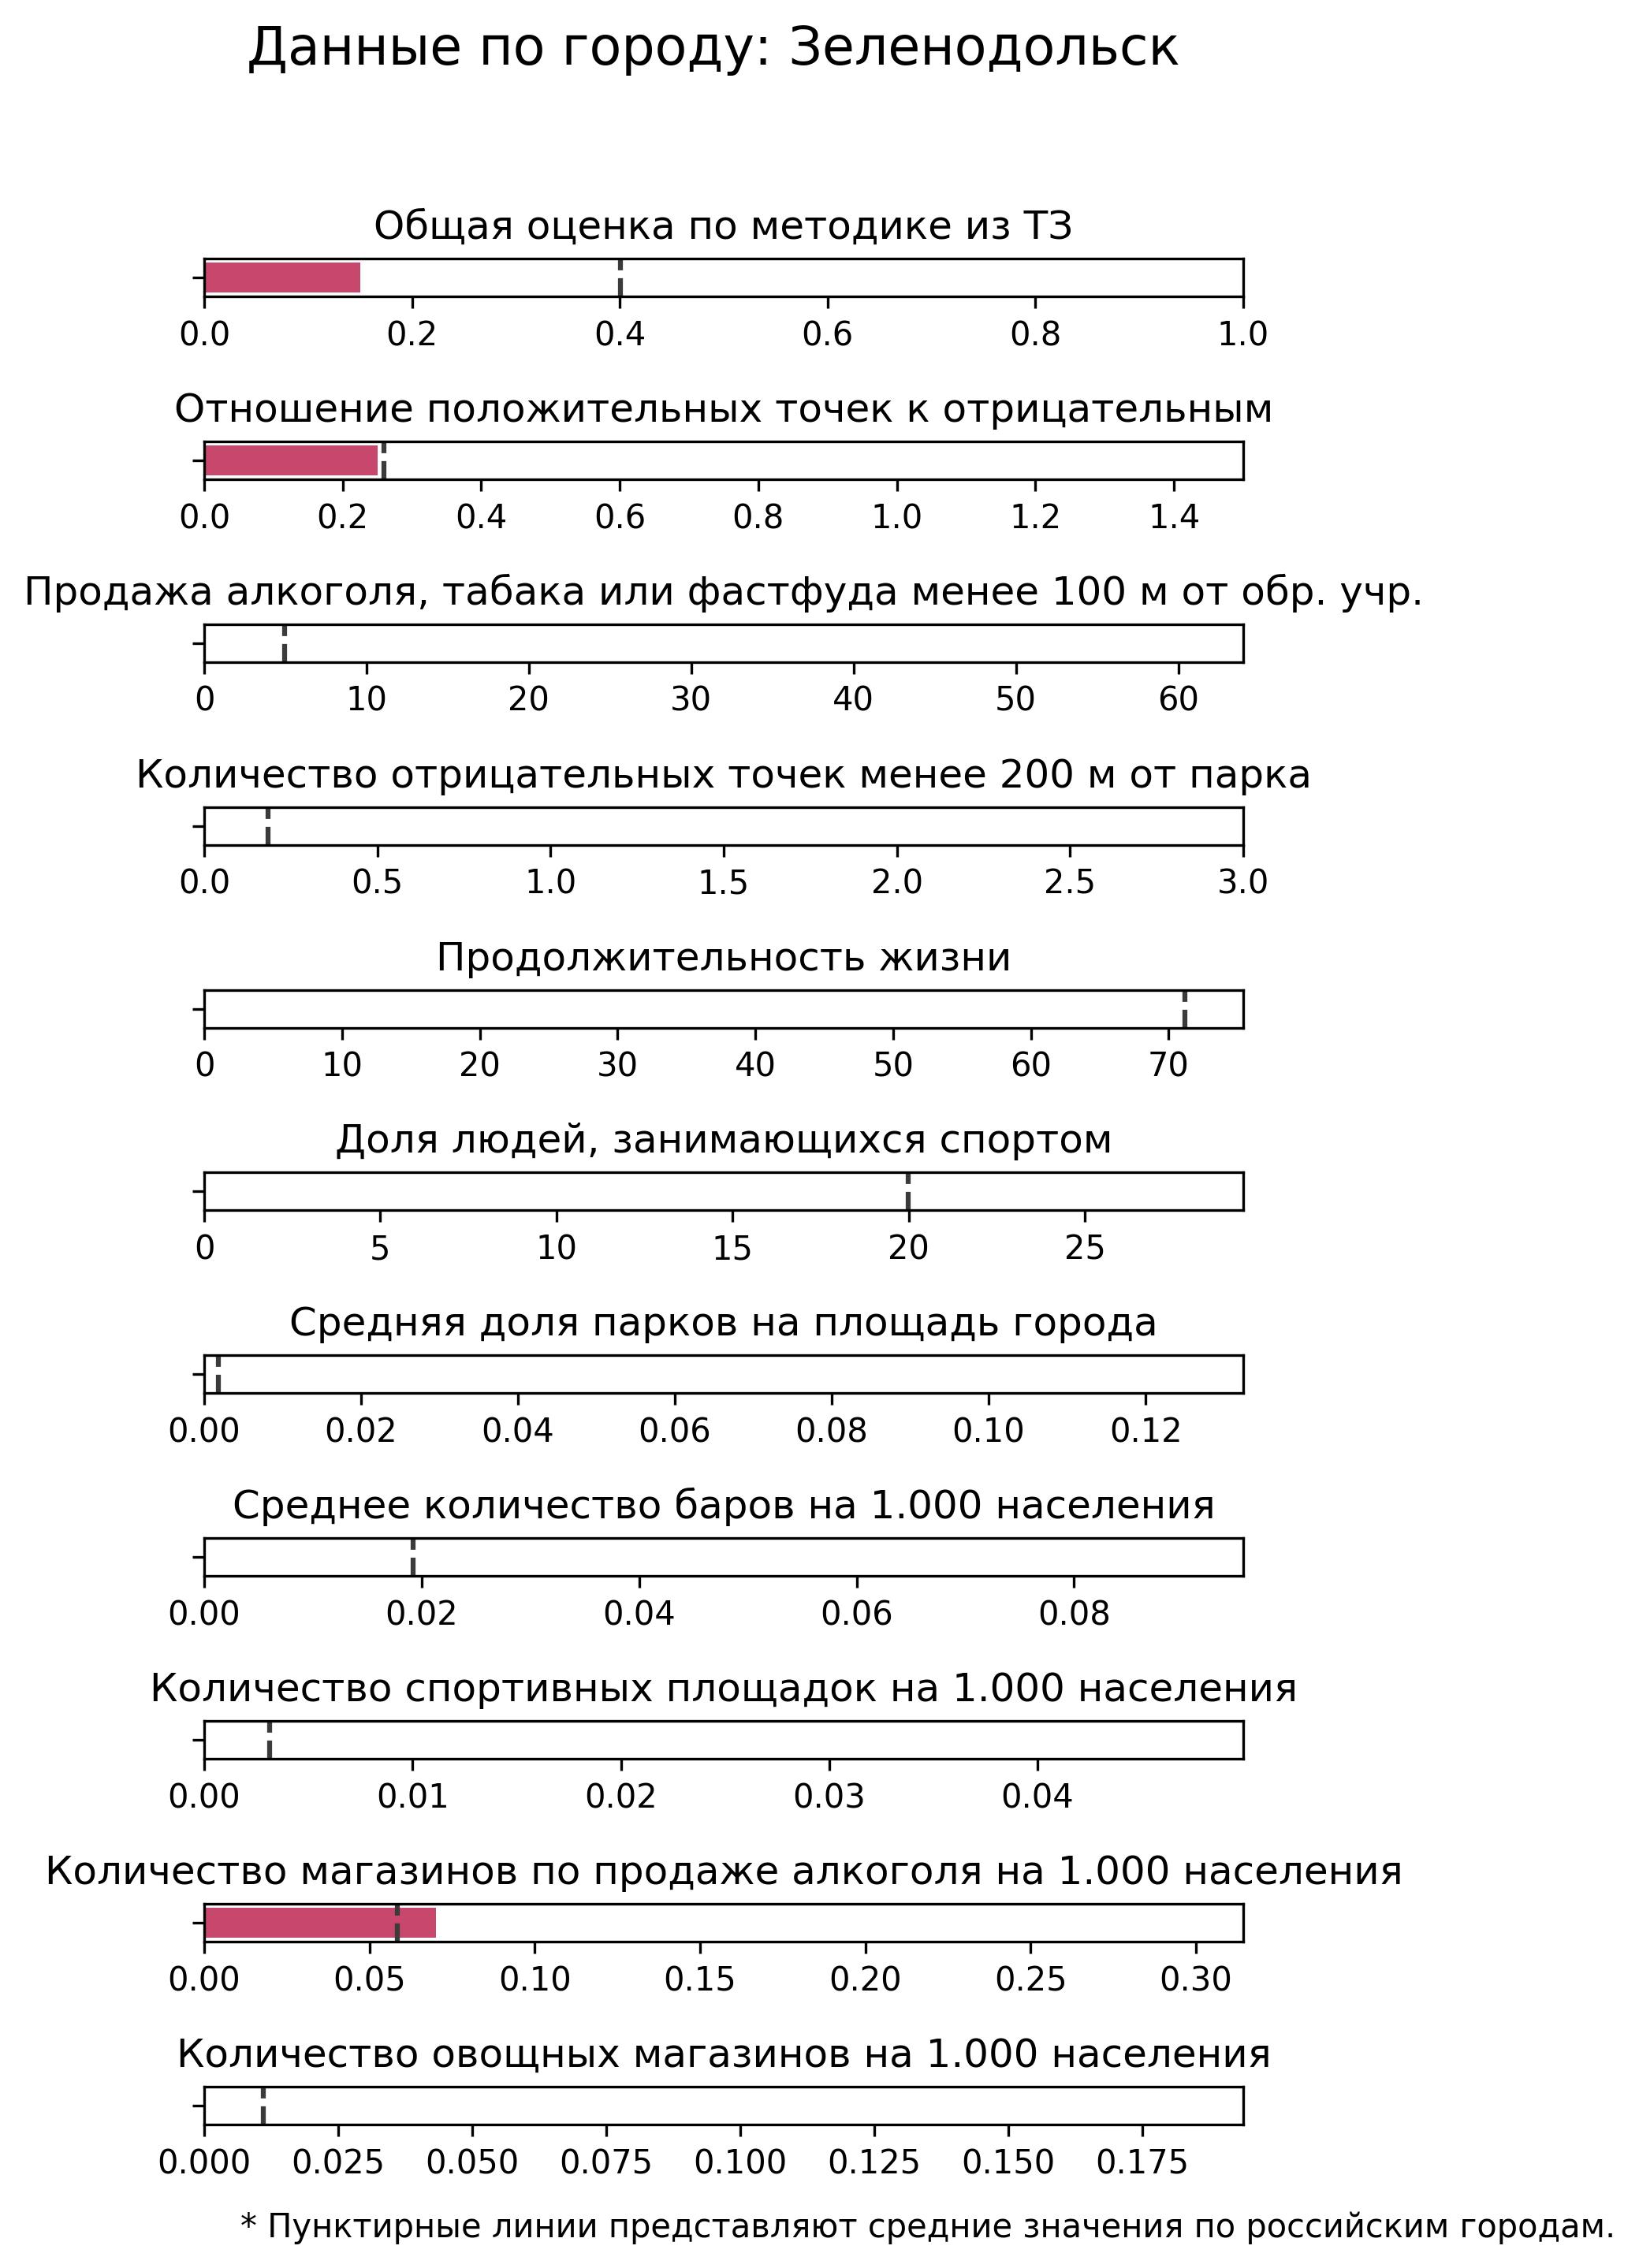 Данные по городу: Зеленодольск
Общая оценка по методике из ТЗ
0.0 0.2 0.4 0.6 0.8 1.0
Отношение положительных точек к отрицательным
0.0 0.2 0.4 0.6 0.8 1.0 1.2 1.4
Продажа алкоголя, табака или фастфуда менее 100 м от обр. учр.
0 10 20 30 40 50 60
Количество отрицательных точек менее 200 м от парка
0.0 0.5 1.0 1.5 2.0 2.5 3.0
Продолжительность жизни
0 10 20 30 40 50 60 70
Доля людей, занимающихся спортом
0 5 10 15 20 25
Средняя доля парков на площадь города
0.00 0.02 0.04 0.06 0.08 0.10 0.12
Среднее количество баров на 1.000 населения
0.00 0.02 0.04 0.06 0.08
Количество спортивных площадок на 1.000 населения
0.00 0.01 0.02 0.03 0.04
Количество магазинов по продаже алкоголя на 1.000 населения
0.00 0.05 0.10 0.15 0.20 0.25 0.30
Количество овощных магазинов на 1.000 населения
0.000 0.025 0.050 0.075 0.100 0.125 0.150 0.175
* Пунктирные линии представляют средние значения по российским городам.